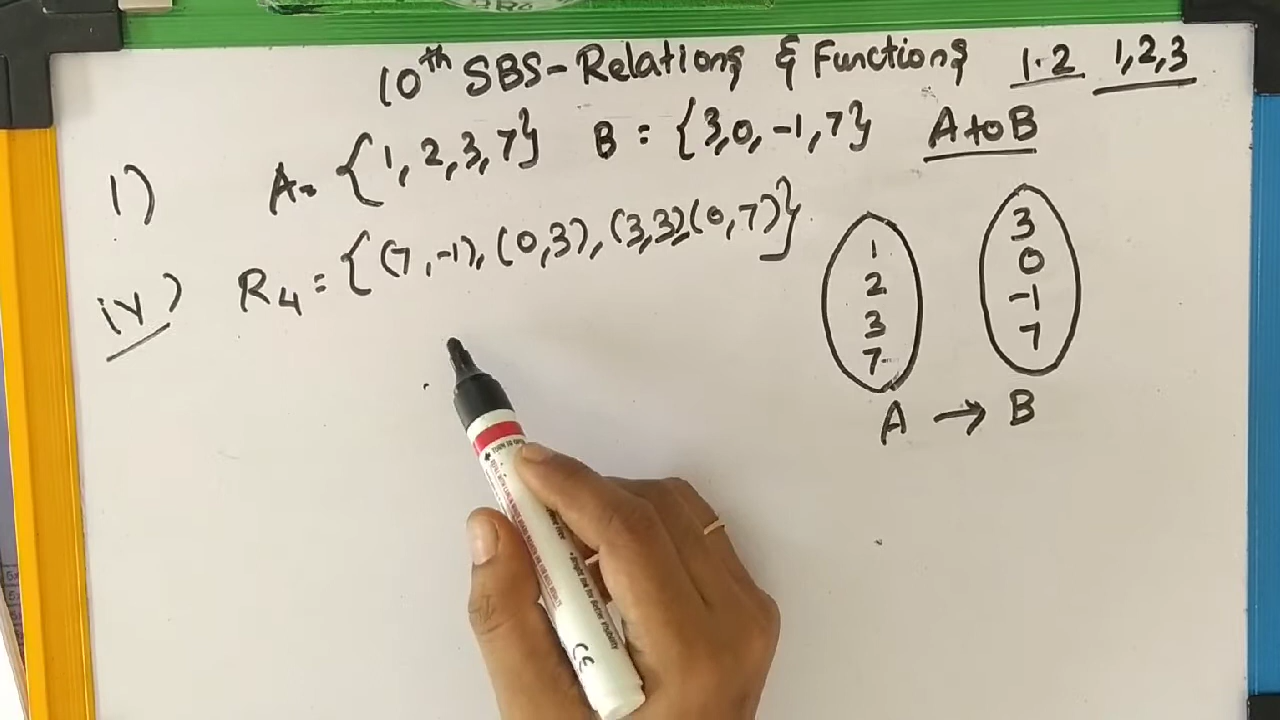 10th SBS-Relations & Functions 1.2 1,2,3
1) A = {1, 2, 3, 7} B = {3, 0, -1, 7} A to B
iv) R4 = {(7, -1), (0, 3), (3, 3), (0, 7)}
1 3
2 0
3 -1
7 7
A → B
CE